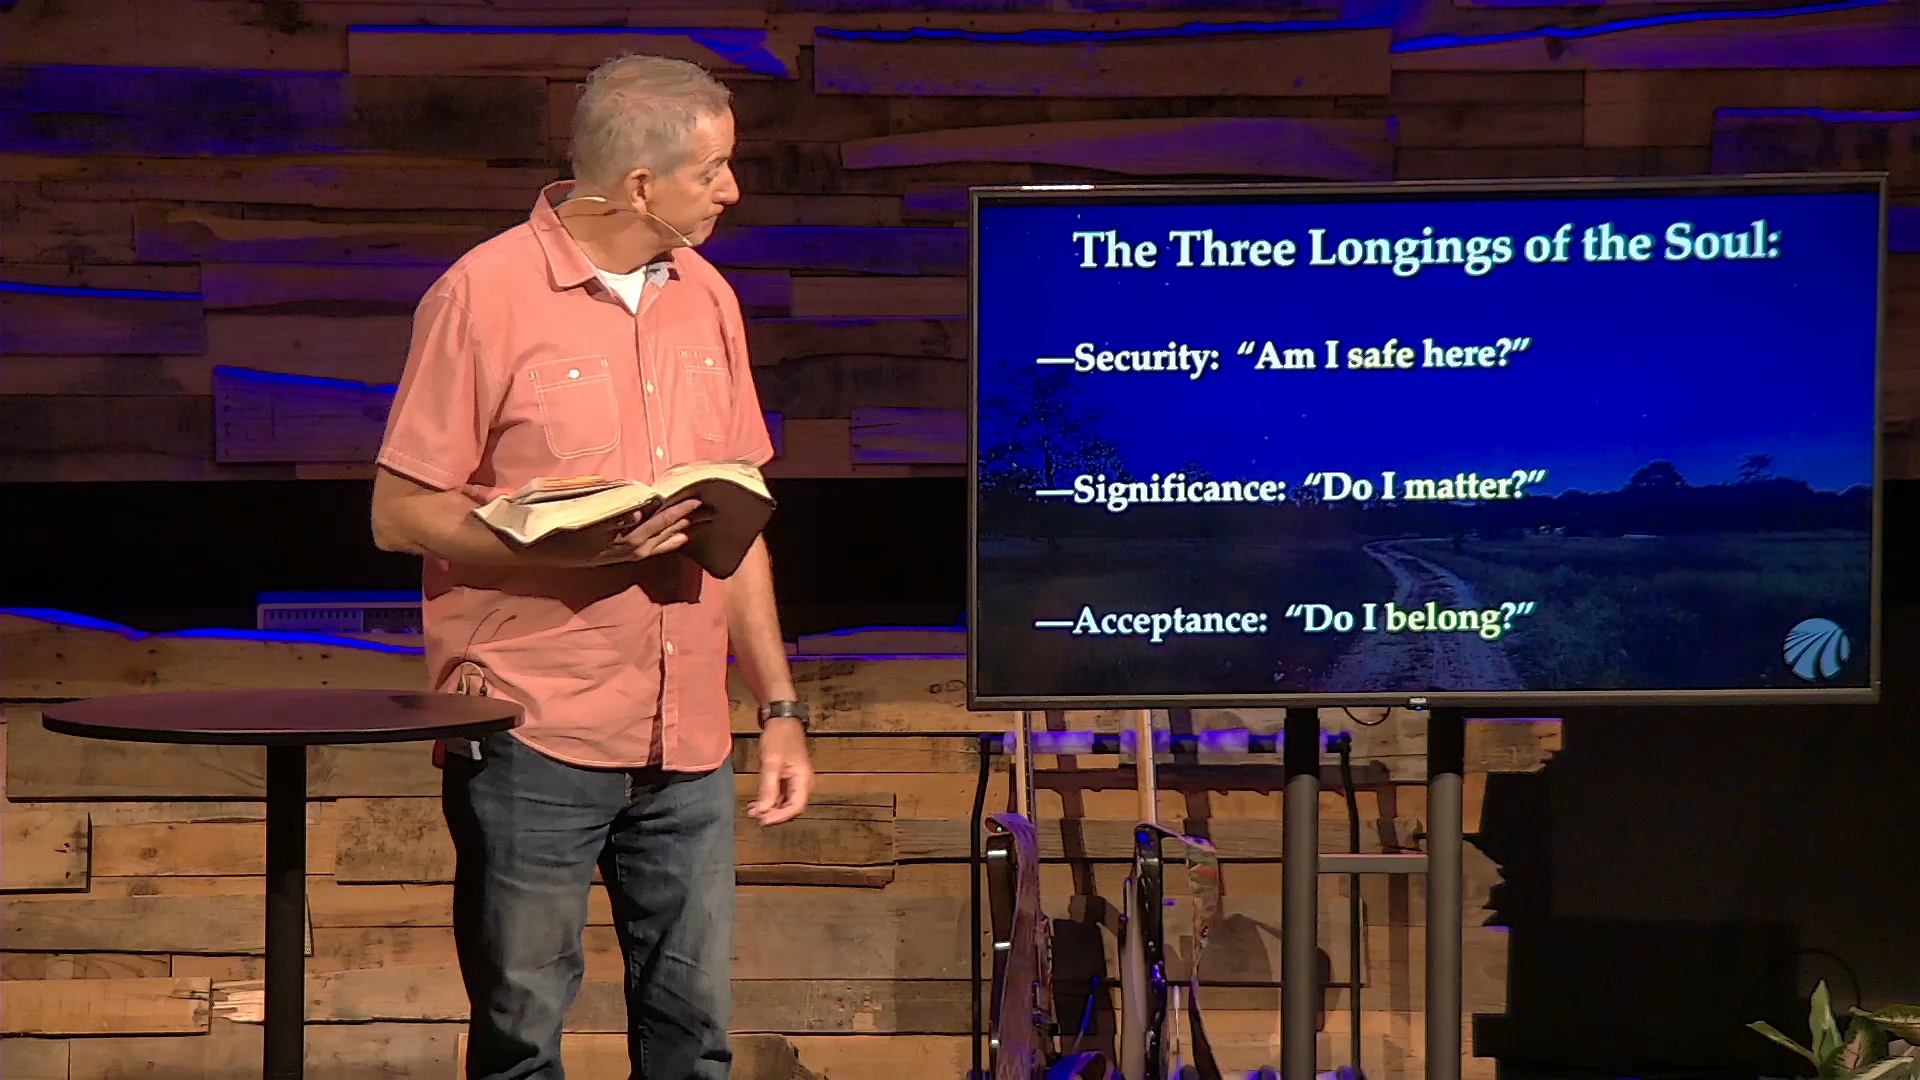 The Three Longings of the Soul:
—Security: “Am I safe here?”
—Significance: “Do I matter?”
—Acceptance: “Do I belong?”